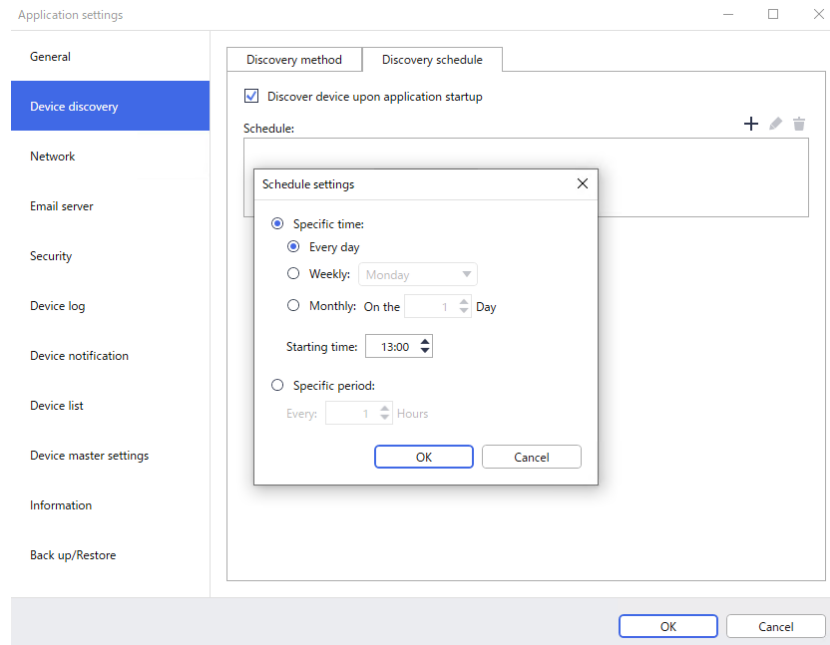 Application settings
General
Device discovery
Network
Email server
Security
Device log
Device notification
Device list
Device master settings
Information
Back up/Restore
Discovery method
Discovery schedule
Discover device upon application startup
Schedule:
Schedule settings
Specific time:
Every day
Weekly: Monday
Monthly: On the 1 Day
Starting time: 13:00
Specific period:
Every: 1 Hours
OK
Cancel
OK
Cancel